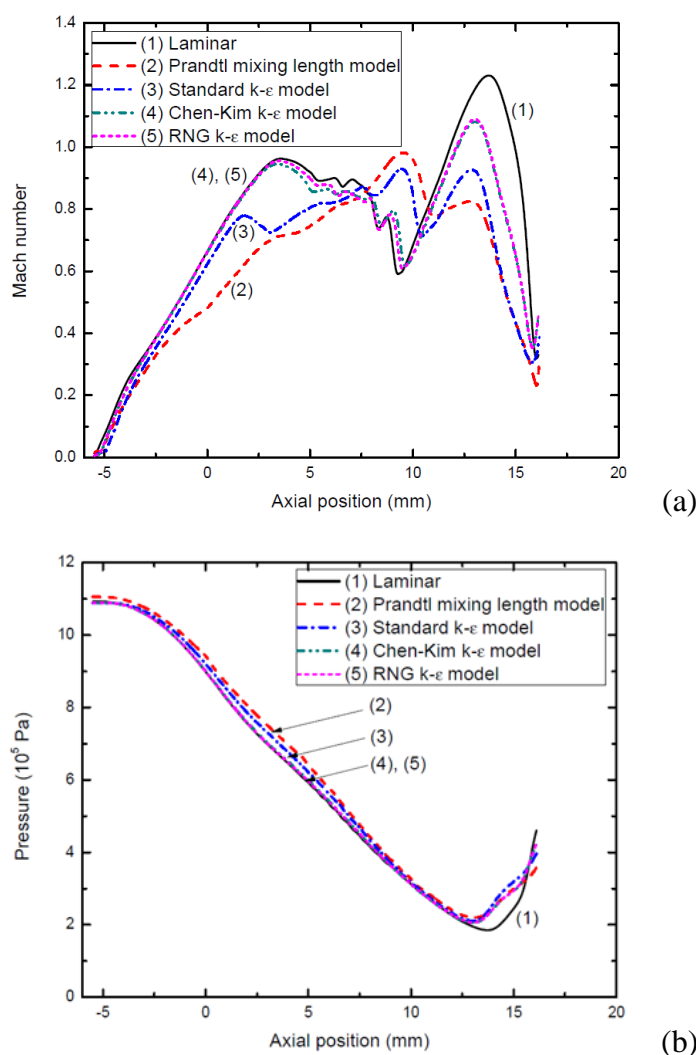 1.4
1.2
1.0
0.8
0.6
0.4
0.2
0.0
Mach number
(1) Laminar
(2) Prandtl mixing length model
(3) Standard k-ε model
(4) Chen-Kim k-ε model
(5) RNG k-ε model
(1)
(4), (5)
(3)
(2)
-5 0 5 10 15 20
Axial position (mm)
(a)
12
10
8
6
4
2
0
Pressure (10⁵ Pa)
(1) Laminar
(2) Prandtl mixing length model
(3) Standard k-ε model
(4) Chen-Kim k-ε model
(5) RNG k-ε model
(2)
(3)
(4), (5)
(1)
-5 0 5 10 15 20
Axial position (mm)
(b)